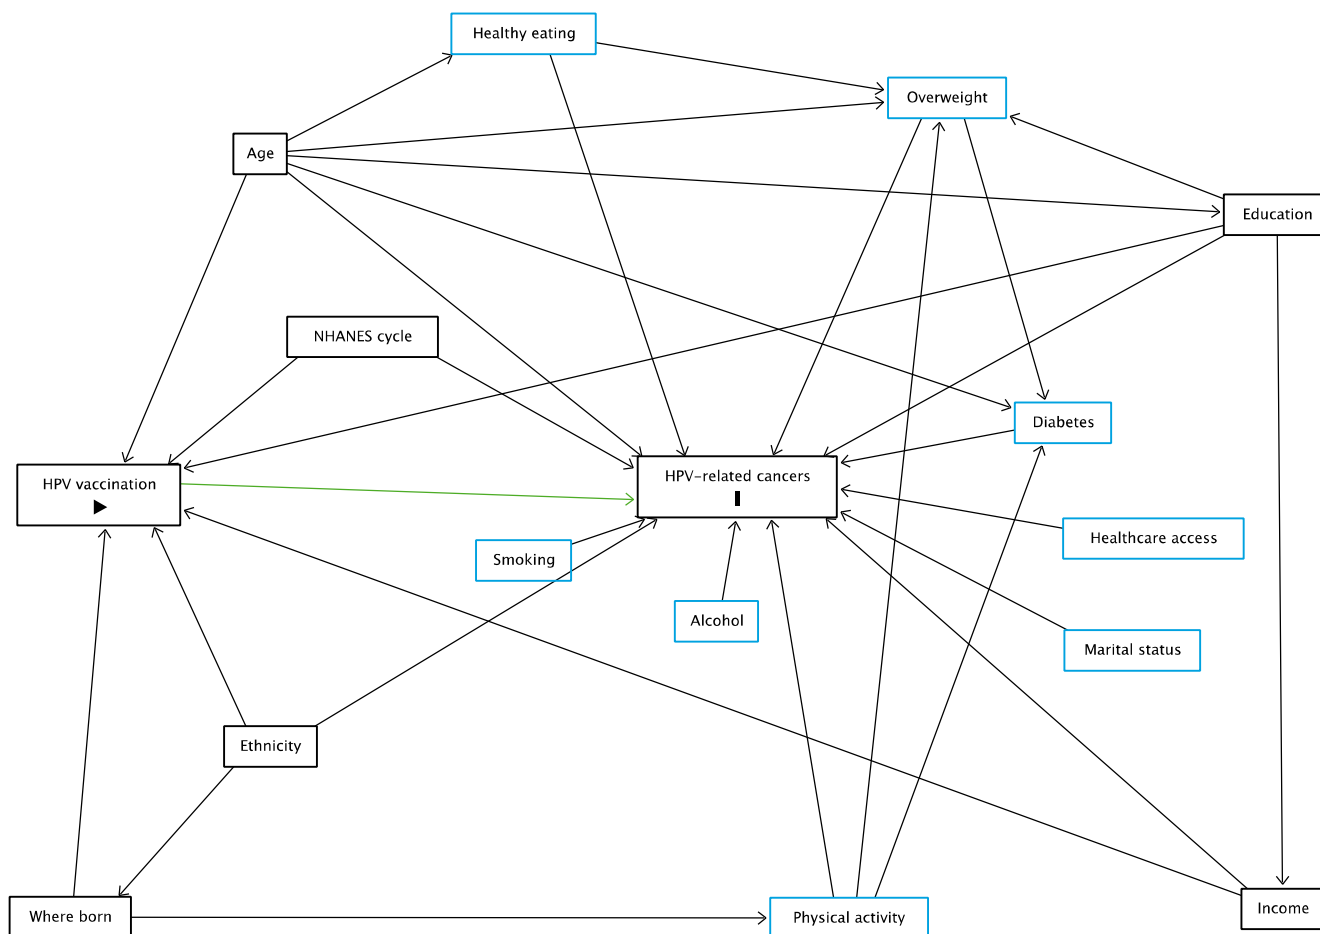 Healthy eating
Overweight
Age
Education
NHANES cycle
Diabetes
HPV vaccination
HPV-related cancers
Healthcare access
Smoking
Alcohol
Marital status
Ethnicity
Where born
Physical activity
Income